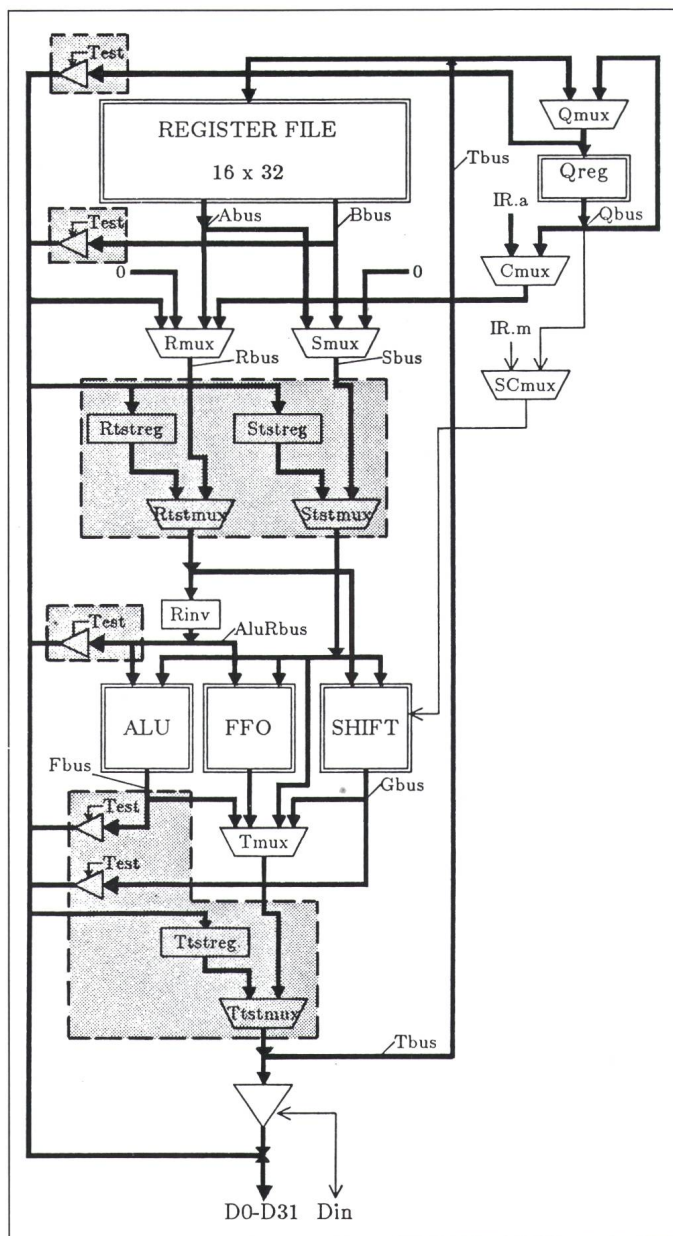 Test
Qmux
REGISTER FILE
16 x 32
Tbus
Qreg
IR.a
Qbus
Abus
Bbus
Test
0
0
Cmux
Rmux
Smux
IR.m
Rbus
Sbus
SCmux
Rtstreg
Ststreg
Rtstmux
Ststmux
Rinv
Test
AluRbus
ALU
FFO
SHIFT
Fbus
Gbus
Test
Tmux
Test
Ttstreg
Ttstmux
Tbus
D0-D31
Din